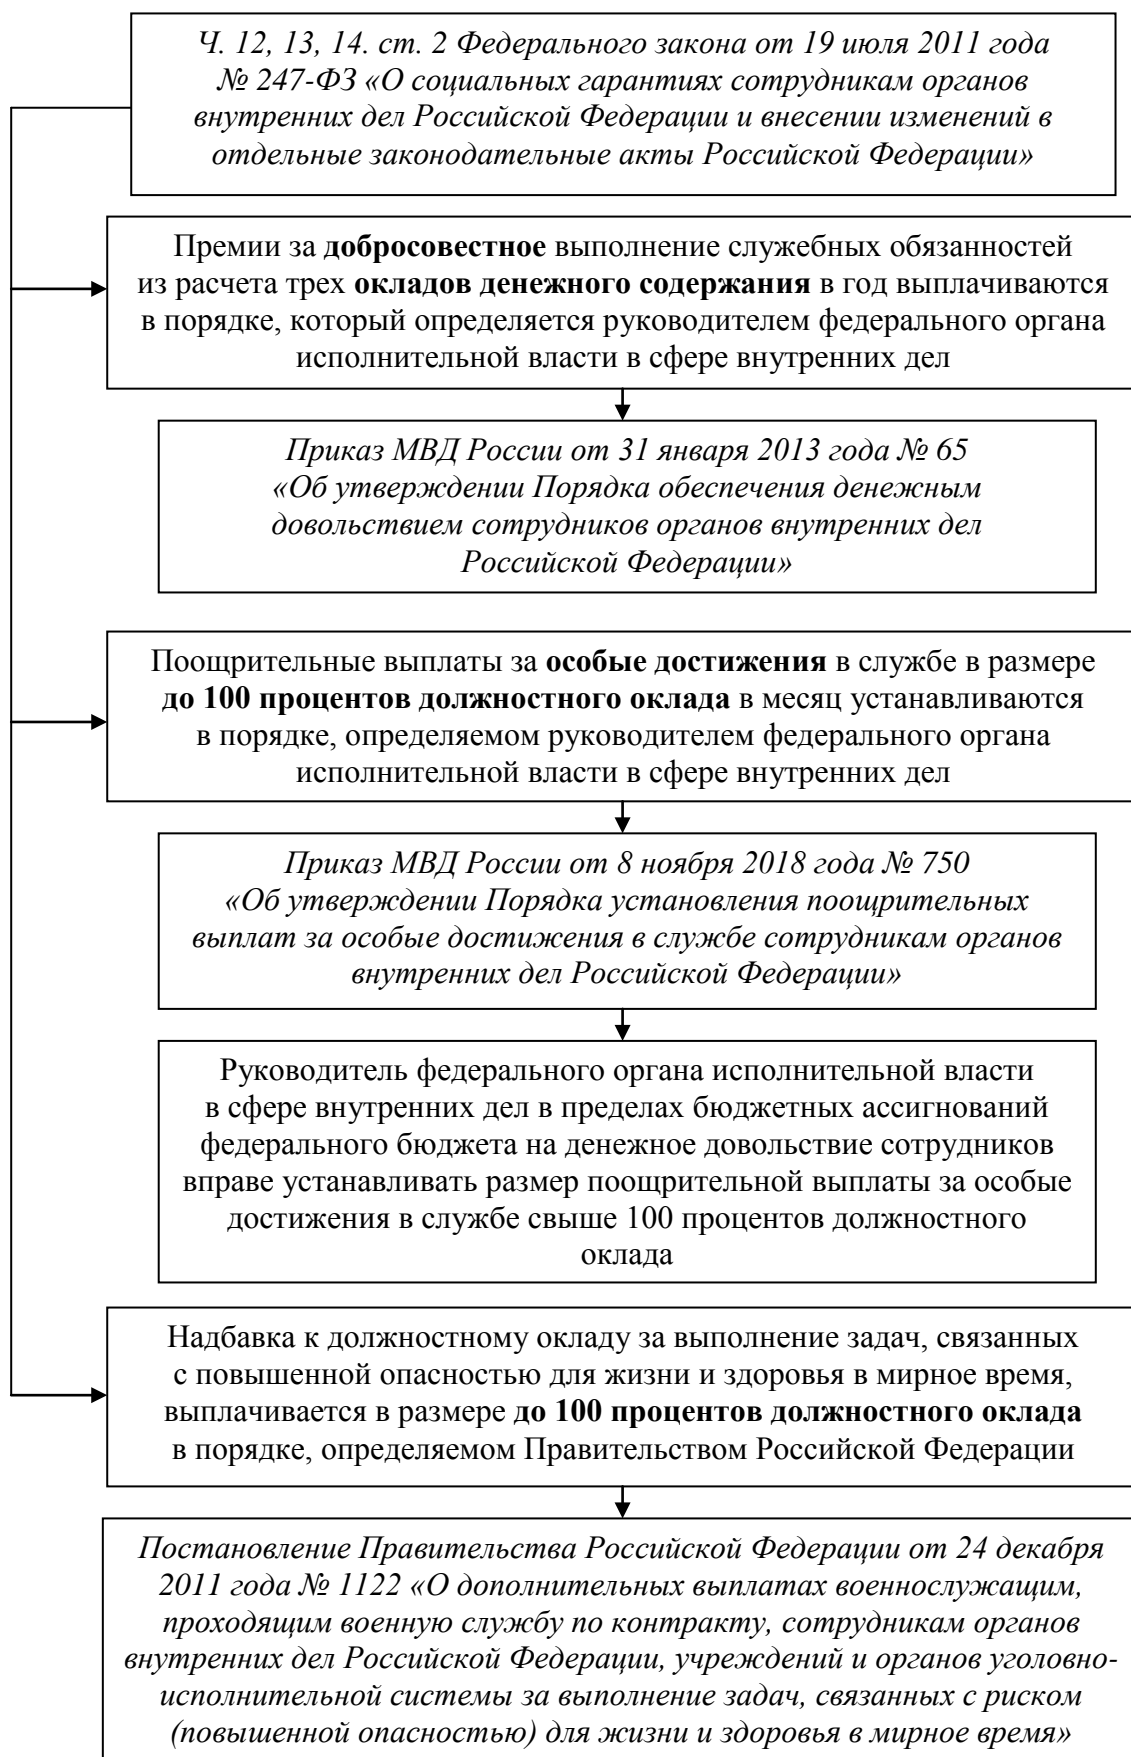 Ч. 12, 13, 14. ст. 2 Федерального закона от 19 июля 2011 года
№ 247-ФЗ «О социальных гарантиях сотрудникам органов
внутренних дел Российской Федерации и внесении изменений в
отдельные законодательные акты Российской Федерации»
Премии за добросовестное выполнение служебных обязанностей
из расчета трех окладов денежного содержания в год выплачиваются
в порядке, который определяется руководителем федерального органа
исполнительной власти в сфере внутренних дел
Приказ МВД России от 31 января 2013 года № 65
«Об утверждении Порядка обеспечения денежным
довольствием сотрудников органов внутренних дел
Российской Федерации»
Поощрительные выплаты за особые достижения в службе в размере
до 100 процентов должностного оклада в месяц устанавливаются
в порядке, определяемом руководителем федерального органа
исполнительной власти в сфере внутренних дел
Приказ МВД России от 8 ноября 2018 года № 750
«Об утверждении Порядка установления поощрительных
выплат за особые достижения в службе сотрудникам органов
внутренних дел Российской Федерации»
Руководитель федерального органа исполнительной власти
в сфере внутренних дел в пределах бюджетных ассигнований
федерального бюджета на денежное довольствие сотрудников
вправе устанавливать размер поощрительной выплаты за особые
достижения в службе свыше 100 процентов должностного
оклада
Надбавка к должностному окладу за выполнение задач, связанных
с повышенной опасностью для жизни и здоровья в мирное время,
выплачивается в размере до 100 процентов должностного оклада
в порядке, определяемом Правительством Российской Федерации
Постановление Правительства Российской Федерации от 24 декабря
2011 года № 1122 «О дополнительных выплатах военнослужащим,
проходящим военную службу по контракту, сотрудникам органов
внутренних дел Российской Федерации, учреждений и органов уголовно-
исполнительной системы за выполнение задач, связанных с риском
(повышенной опасностью) для жизни и здоровья в мирное время»